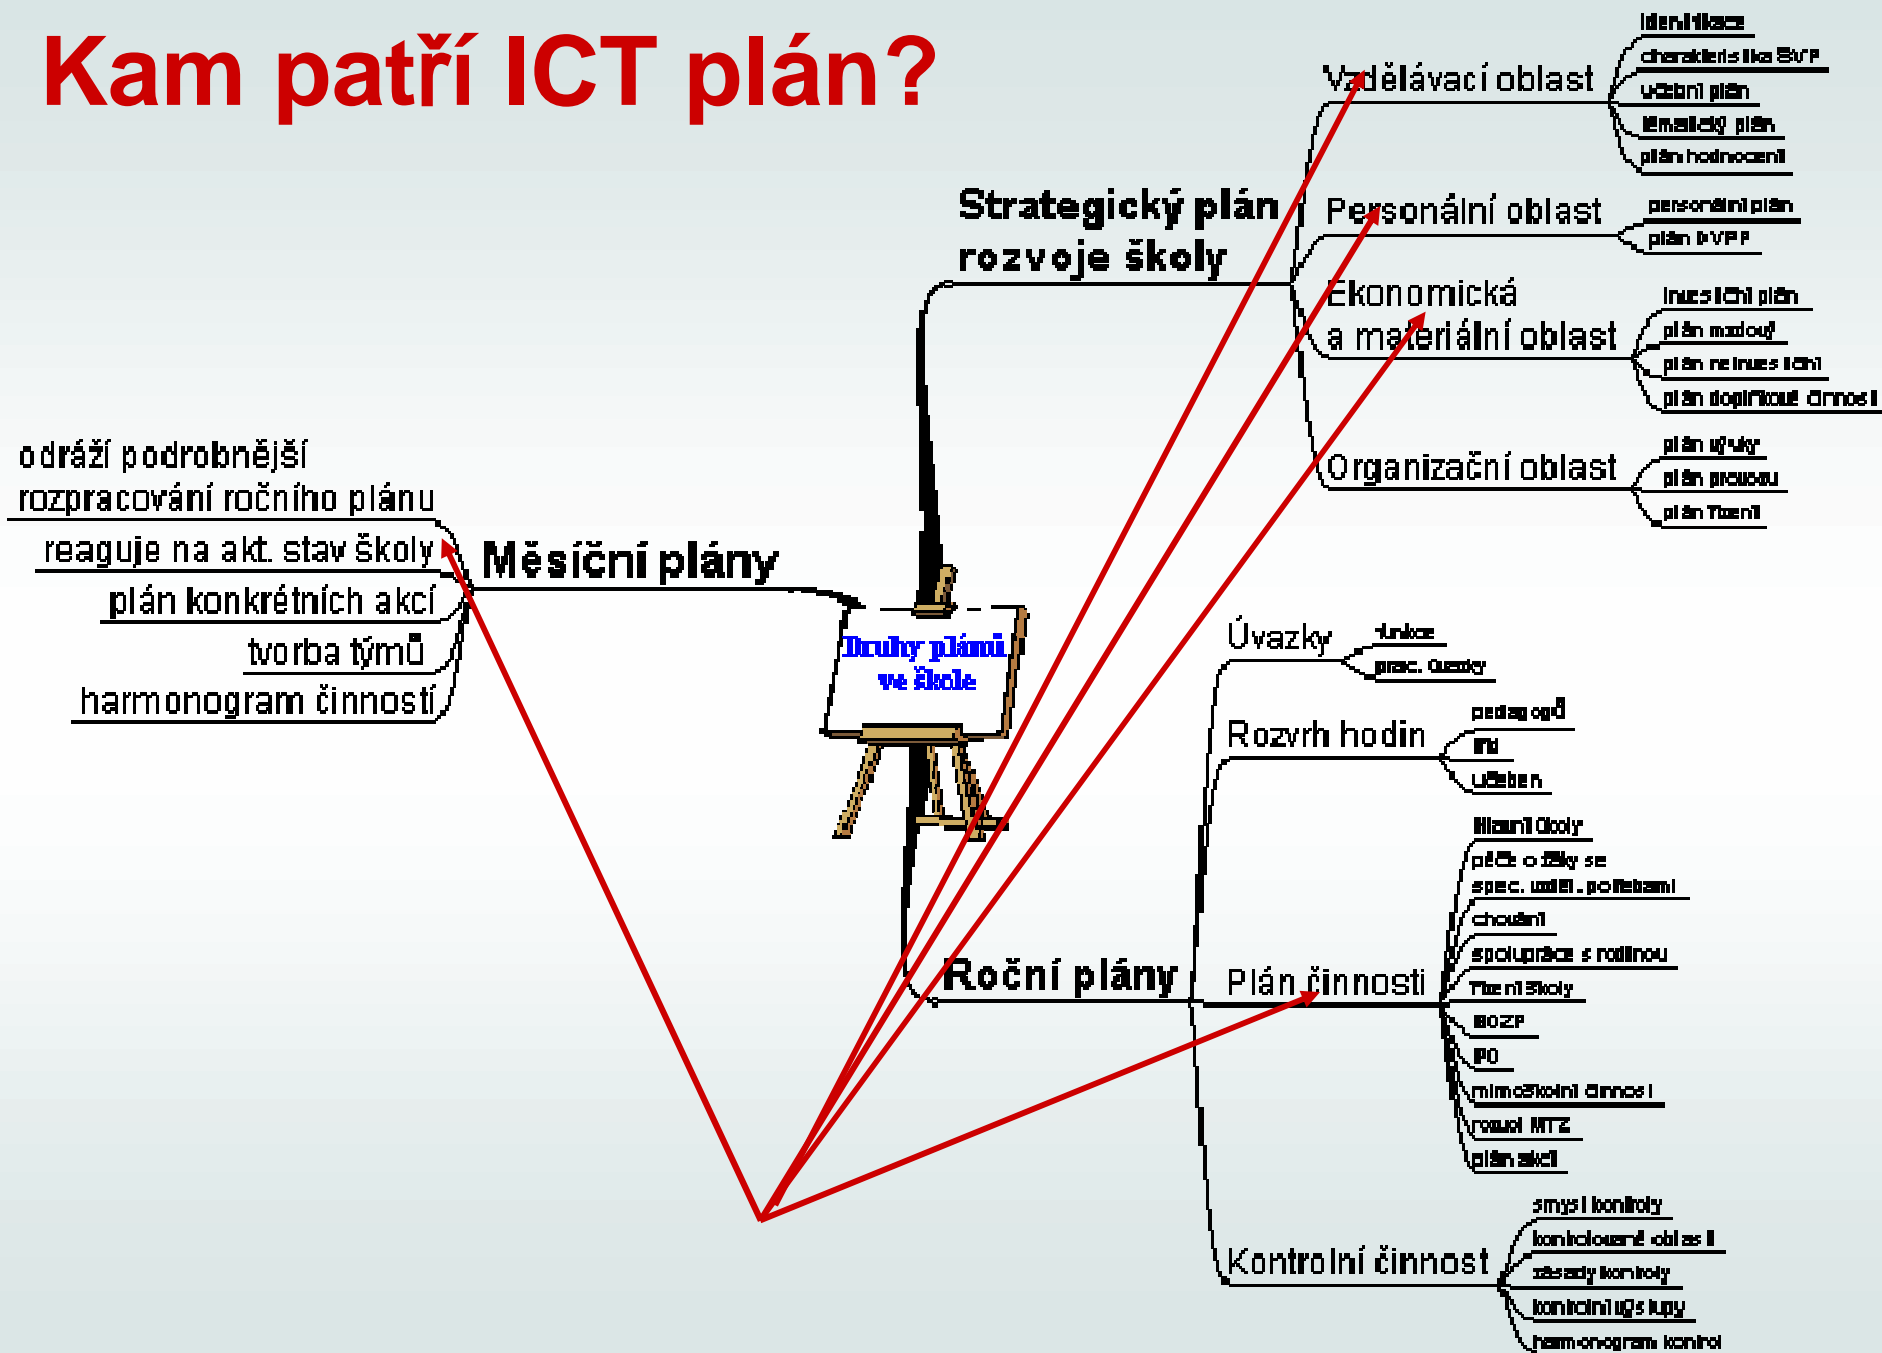 Kam patří ICT plán?
Vzdělávací oblast
identifikace
charakteristika ŠVP
učební plán
tématický plán
plán hodnocení
Strategický plán
rozvoje školy
Personální oblast
personální plán
plán DVPP
Ekonomická
a materiální oblast
investiční plán
plán mzdový
plán neinvestiční
plán doplňkové činnosti
Organizační oblast
plán výuky
plán provozu
plán řízení
odráží podrobnější
rozpracování ročního plánu
reaguje na akt. stav školy
plán konkrétních akcí
tvorba týmů
harmonogram činností
Měsíční plány
Druhy plánů
ve škole
Úvazky
funkce
prac. úvazky
Rozvrh hodin
pedagogů
tříd
učeben
Roční plány
Plán činnosti
hlavní úkoly
péče o žáky se
spec. vzděl. potřebami
chování
spolupráce s rodinou
řízení školy
BOZP
PO
mimoškolní činnost
rozvoj MTZ
plán akcí
Kontrolní činnost
smysl kontroly
kontrolované oblasti
zásady kontroly
kontrolní výstupy
harmonogram kontrol